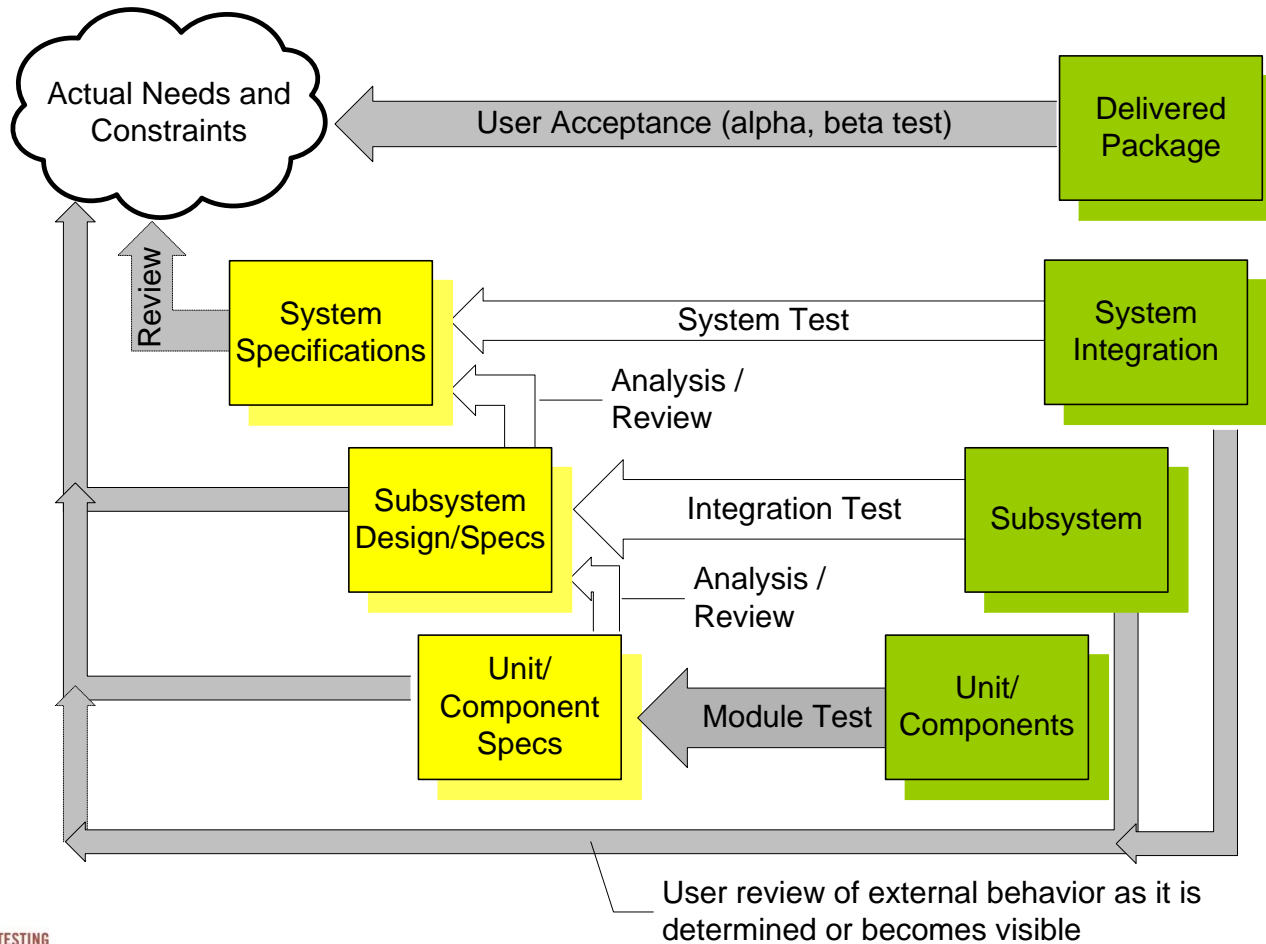 Actual Needs and
Constraints
User Acceptance (alpha, beta test)
Delivered
Package
Review
System
Specifications
System Test
System
Integration
Analysis /
Review
Subsystem
Design/Specs
Integration Test
Subsystem
Analysis /
Review
Unit/
Component
Specs
Module Test
Unit/
Components
User review of external behavior as it is
determined or becomes visible
TESTING